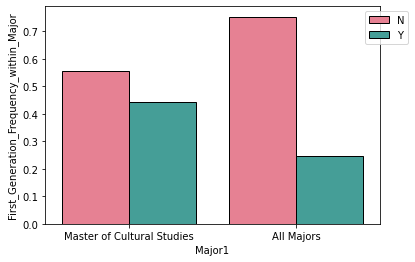 N
Y
First_Generation_Frequency_within_Major
0.7
0.6
0.5
0.4
0.3
0.2
0.1
0.0
Master of Cultural Studies
All Majors
Major1